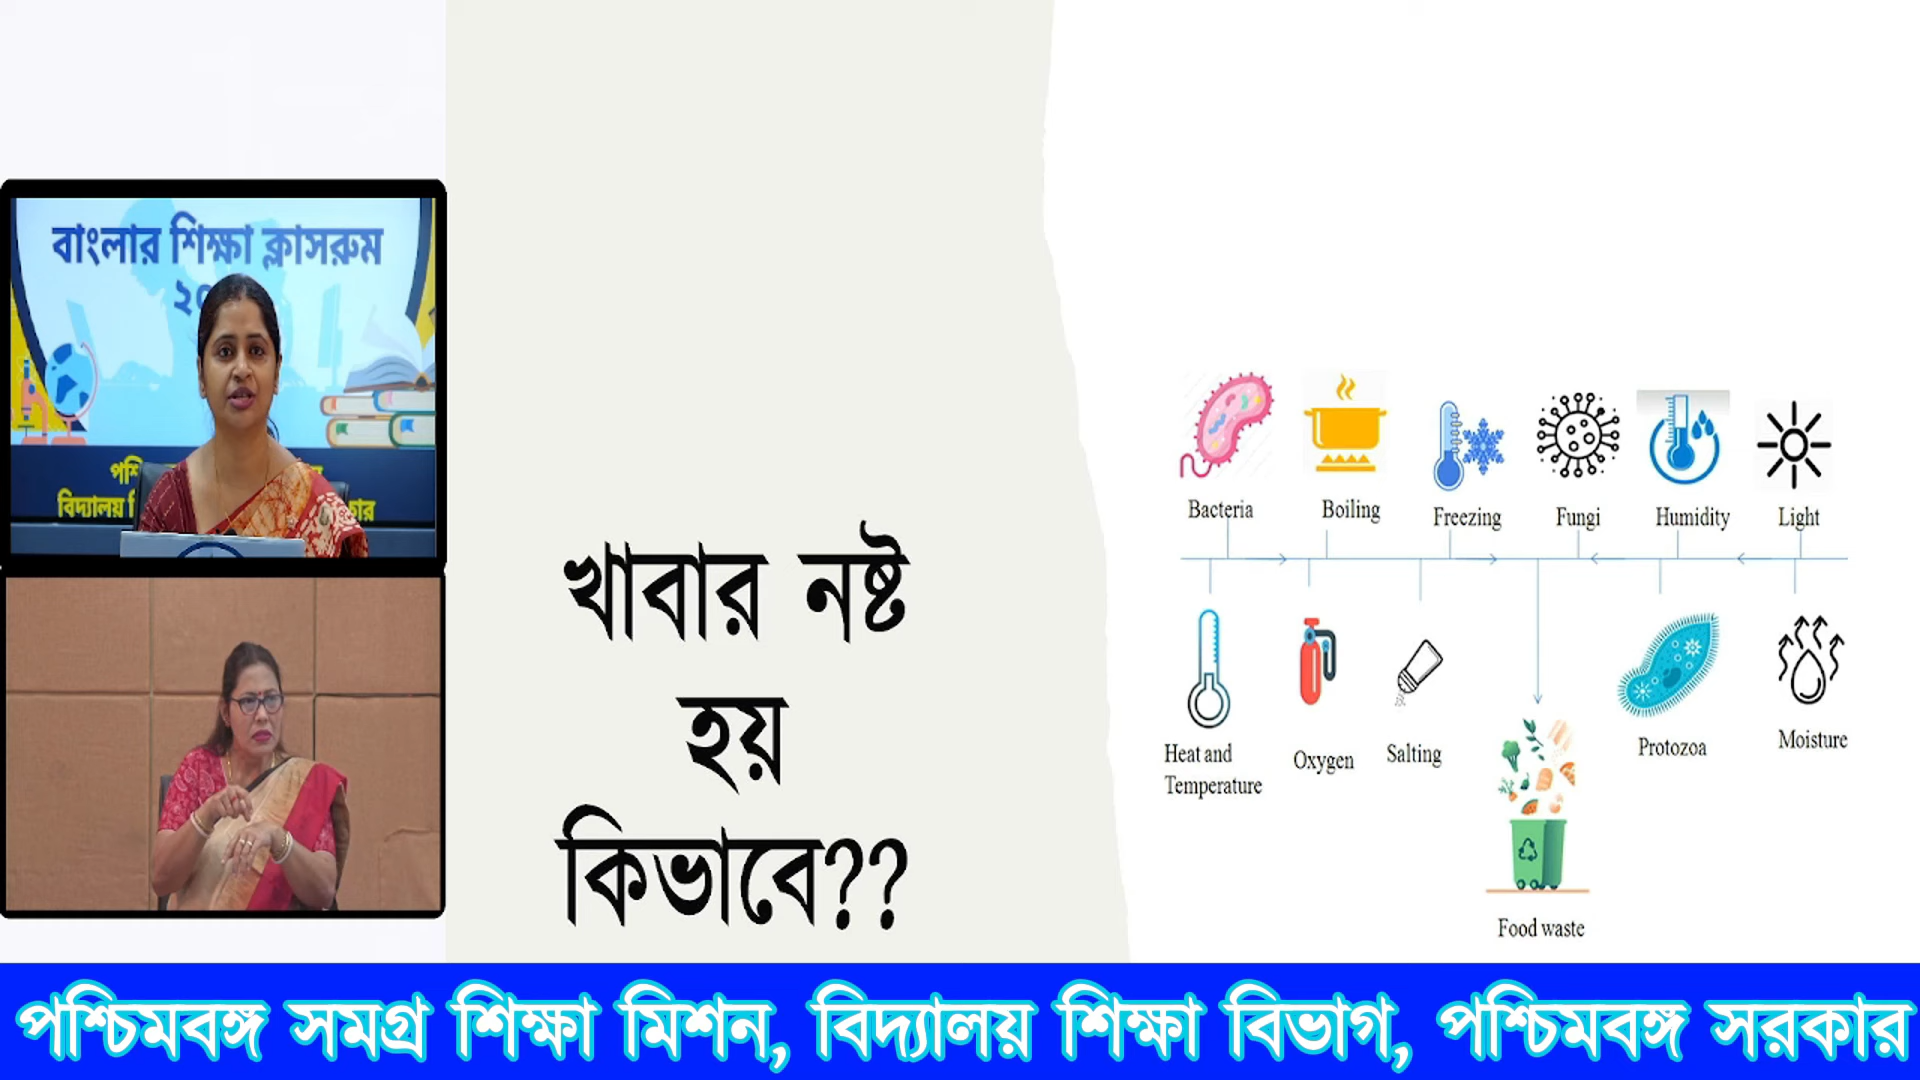 বাংলার শিক্ষা ক্লাসরুম
বিদ্যালয়
খাবার নষ্ট
হয়
কিভাবে??
Bacteria
Boiling
Freezing
Fungi
Humidity
Light
Heat and
Temperature
Oxygen
Salting
Protozoa
Moisture
Food waste
পশ্চিমবঙ্গ সমগ্র শিক্ষা মিশন, বিদ্যালয় শিক্ষা বিভাগ, পশ্চিমবঙ্গ সরকার